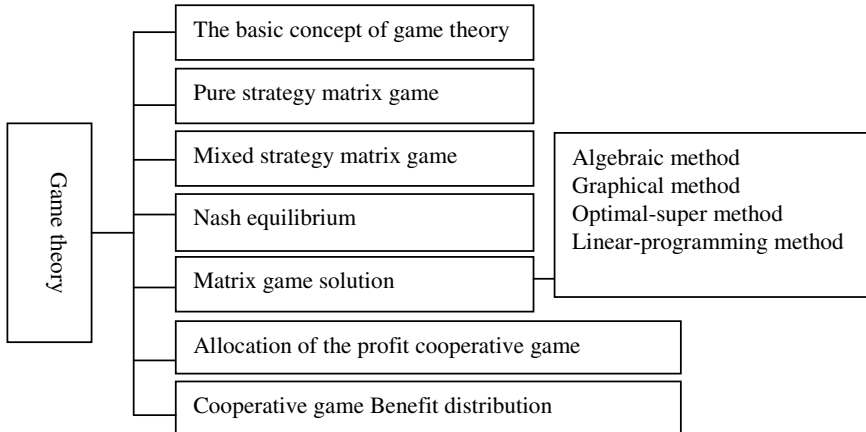 Game theory
The basic concept of game theory
Pure strategy matrix game
Mixed strategy matrix game
Nash equilibrium
Matrix game solution
Allocation of the profit cooperative game
Cooperative game Benefit distribution
Algebraic method
Graphical method
Optimal-super method
Linear-programming method